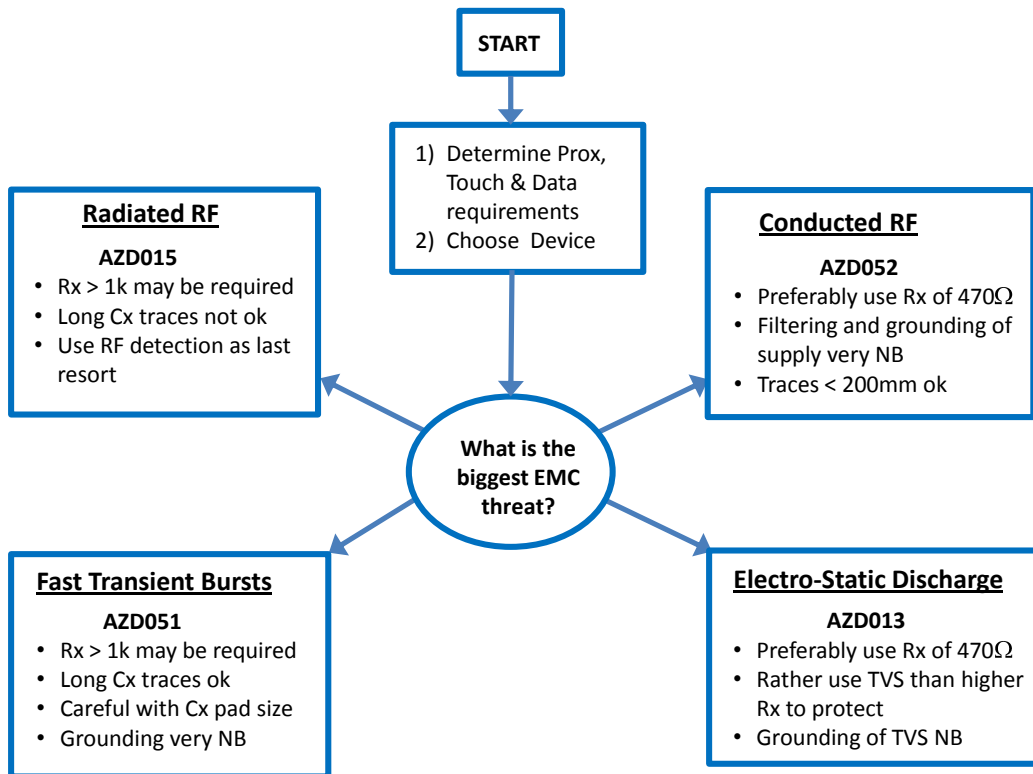 START
1) Determine Prox,
Touch & Data
requirements
2) Choose Device
Radiated RF
AZD015
• Rx > 1k may be required
• Long Cx traces not ok
• Use RF detection as last
resort
Conducted RF
AZD052
• Preferably use Rx of 470Ω
• Filtering and grounding of
supply very NB
• Traces < 200mm ok
What is the
biggest EMC
threat?
Fast Transient Bursts
AZD051
• Rx > 1k may be required
• Long Cx traces ok
• Careful with Cx pad size
• Grounding very NB
Electro-Static Discharge
AZD013
• Preferably use Rx of 470Ω
• Rather use TVS than higher
Rx to protect
• Grounding of TVS NB